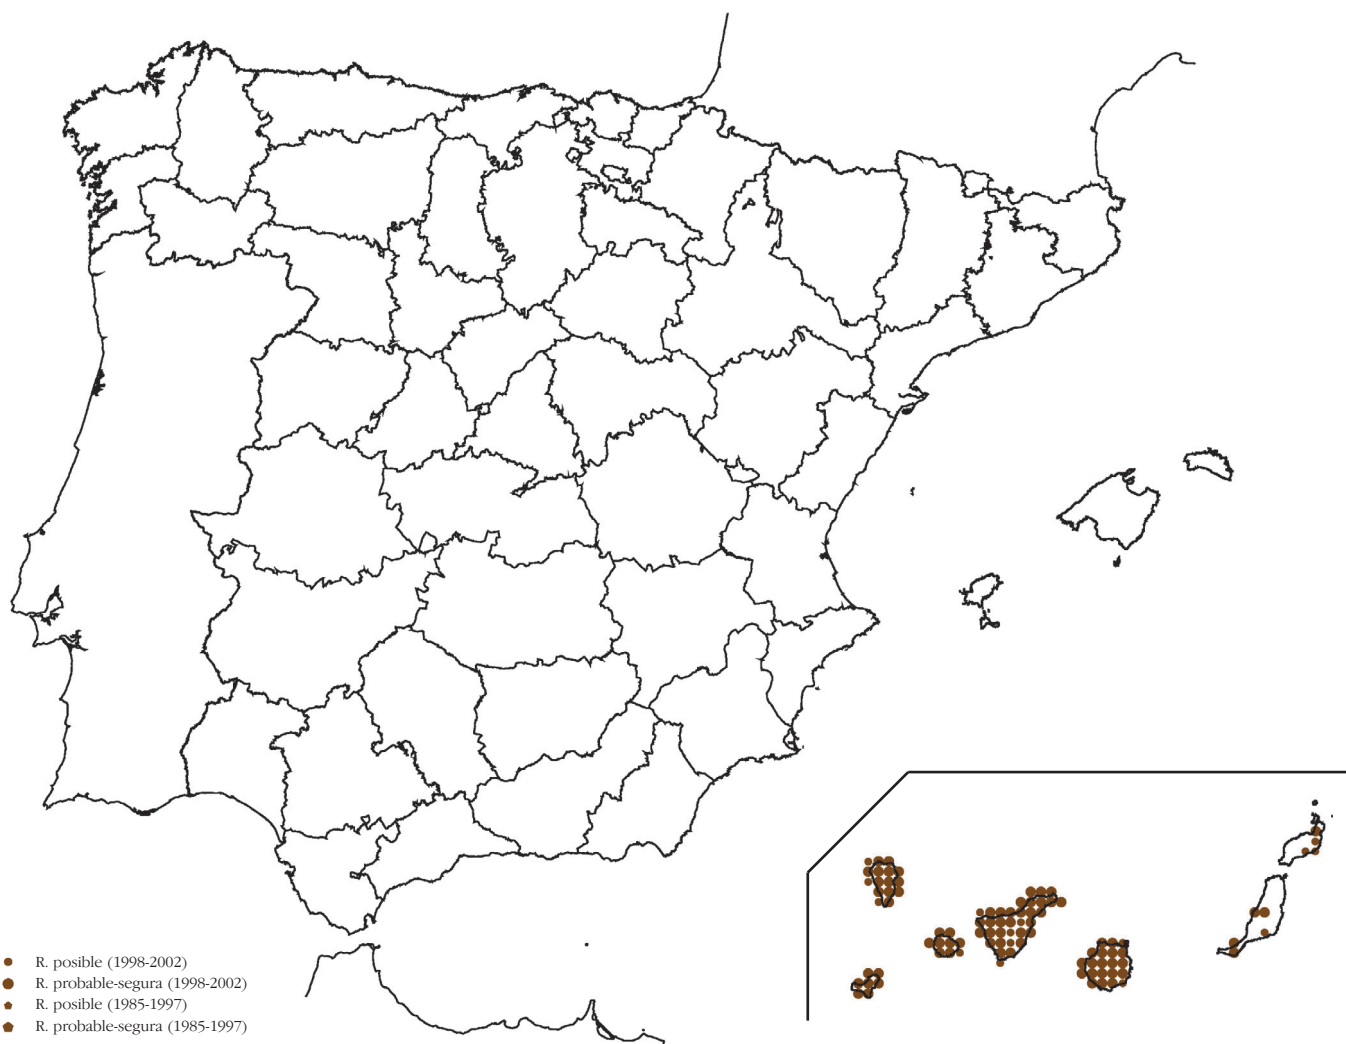 R. posible (1998-2002)
R. probable-segura (1998-2002)
R. posible (1985-1997)
R. probable-segura (1985-1997)